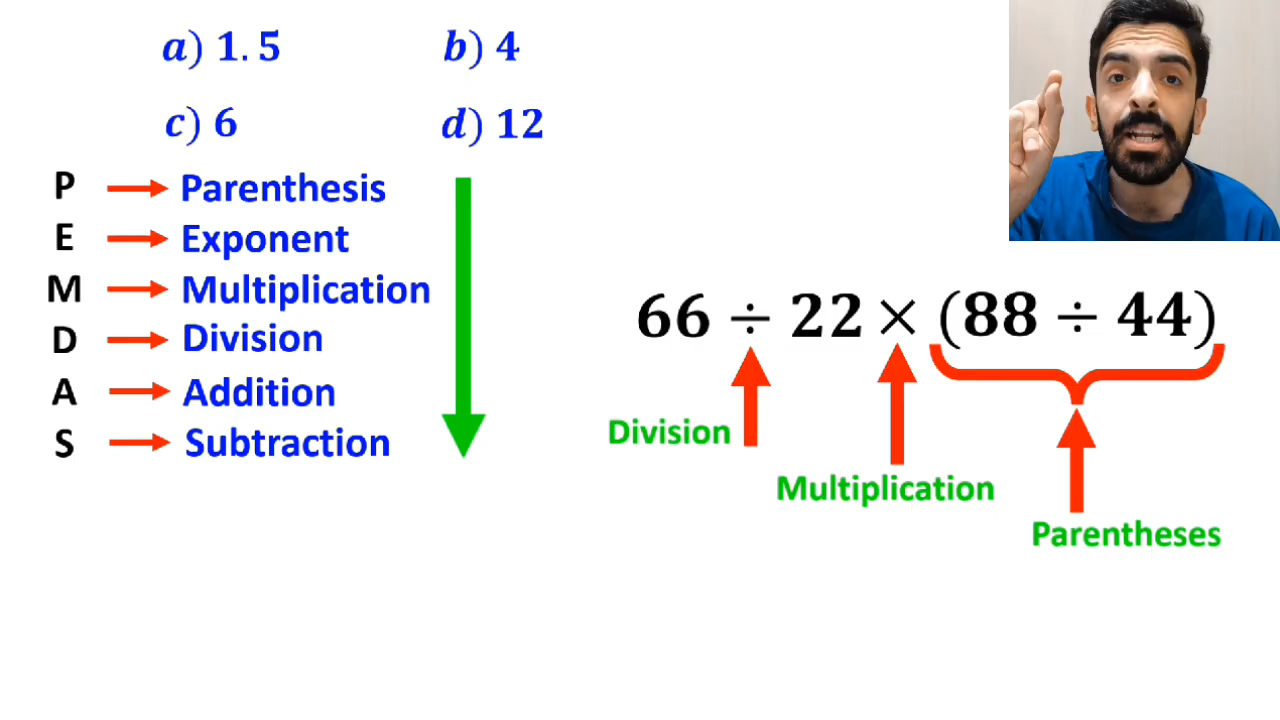 a) 1.5 b) 4
c) 6 d) 12
P Parenthesis
E Exponent
M Multiplication
D Division
A Addition
S Subtraction
66 ÷ 22 × (88 ÷ 44)
Division
Multiplication
Parentheses